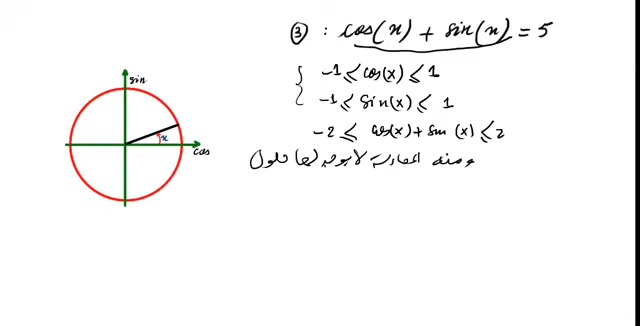 ③ : cos(x) + sin(x) = 5
-1 ⩽ cos(x) ⩽ 1
-1 ⩽ sin(x) ⩽ 1
-2 ⩽ cos(x) + sin(x) ⩽ 2
ومنه المعادلة لا يوجد لها حلول
sin
x
cos